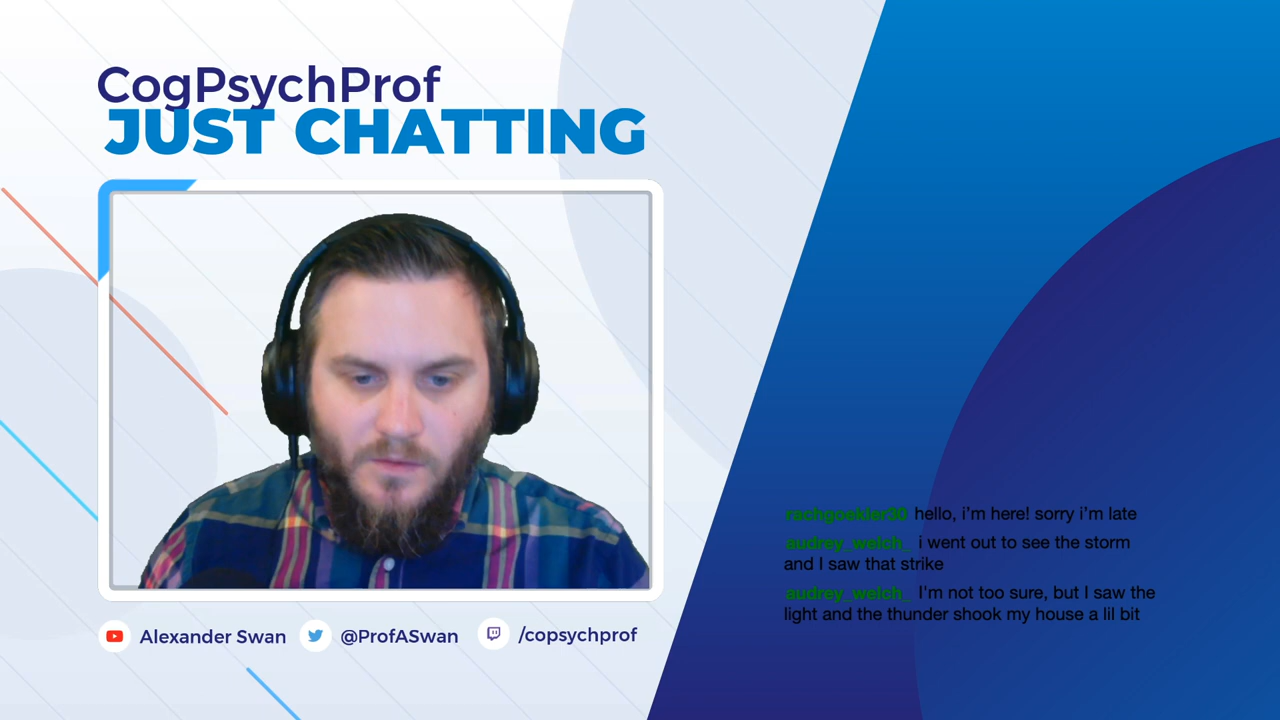 CogPsychProf
JUST CHATTING
Alexander Swan
@ProfASwan
/copsychprof
rachgoekler30 hello, i'm here! sorry i'm late
audrey_welch_ i went out to see the storm
and I saw that strike
audrey_welch_ I'm not too sure, but I saw the
light and the thunder shook my house a lil bit